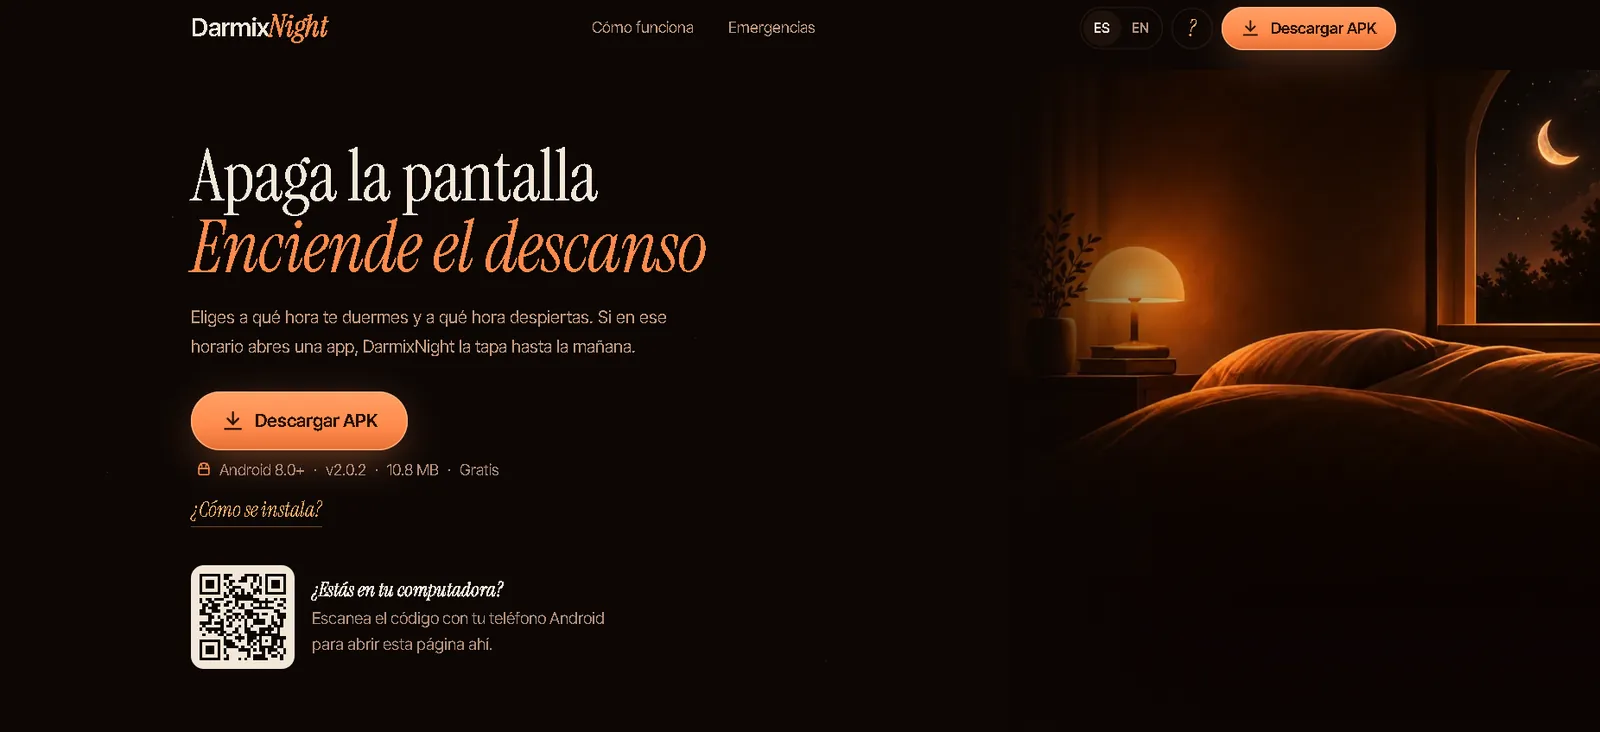 DarmixNight
Cómo funciona
Emergencias
ES EN
?
Descargar APK
Apaga la pantalla
Enciende el descanso
Eliges a qué hora te duermes y a qué hora despiertas. Si en ese
horario abres una app, DarmixNight la tapa hasta la mañana.
Descargar APK
Android 8.0+ · v2.0.2 · 10.8 MB · Gratis
¿Cómo se instala?
¿Estás en tu computadora?
Escanea el código con tu teléfono Android
para abrir esta página ahí.